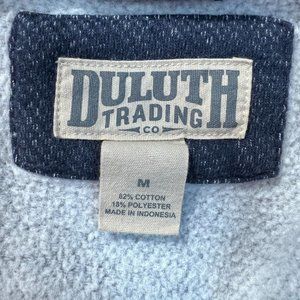 DULUTH
TRADING
CO
M
82% COTTON
18% POLYESTER
MADE IN INDONESIA